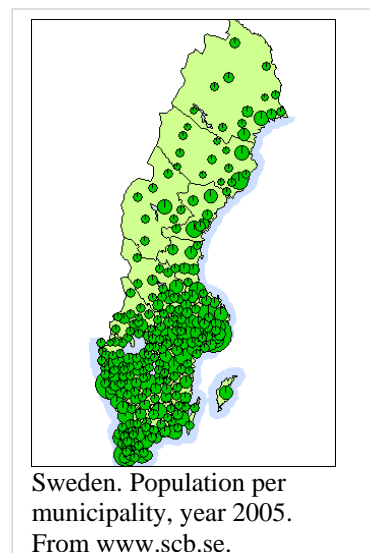 Sweden. Population per
municipality, year 2005.
From www.scb.se.